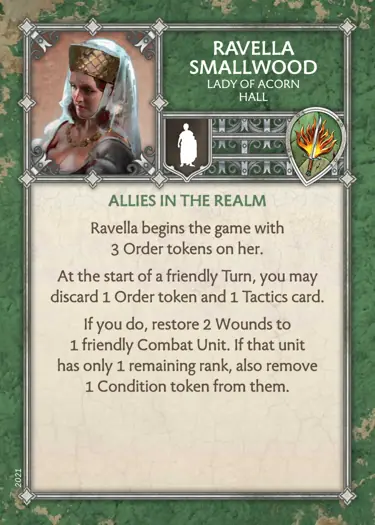 RAVELLA
SMALLWOOD
LADY OF ACORN
HALL
ALLIES IN THE REALM
Ravella begins the game with
3 Order tokens on her.
At the start of a friendly Turn, you may
discard 1 Order token and 1 Tactics card.
If you do, restore 2 Wounds to
1 friendly Combat Unit. If that unit
has only 1 remaining rank, also remove
1 Condition token from them.
2021